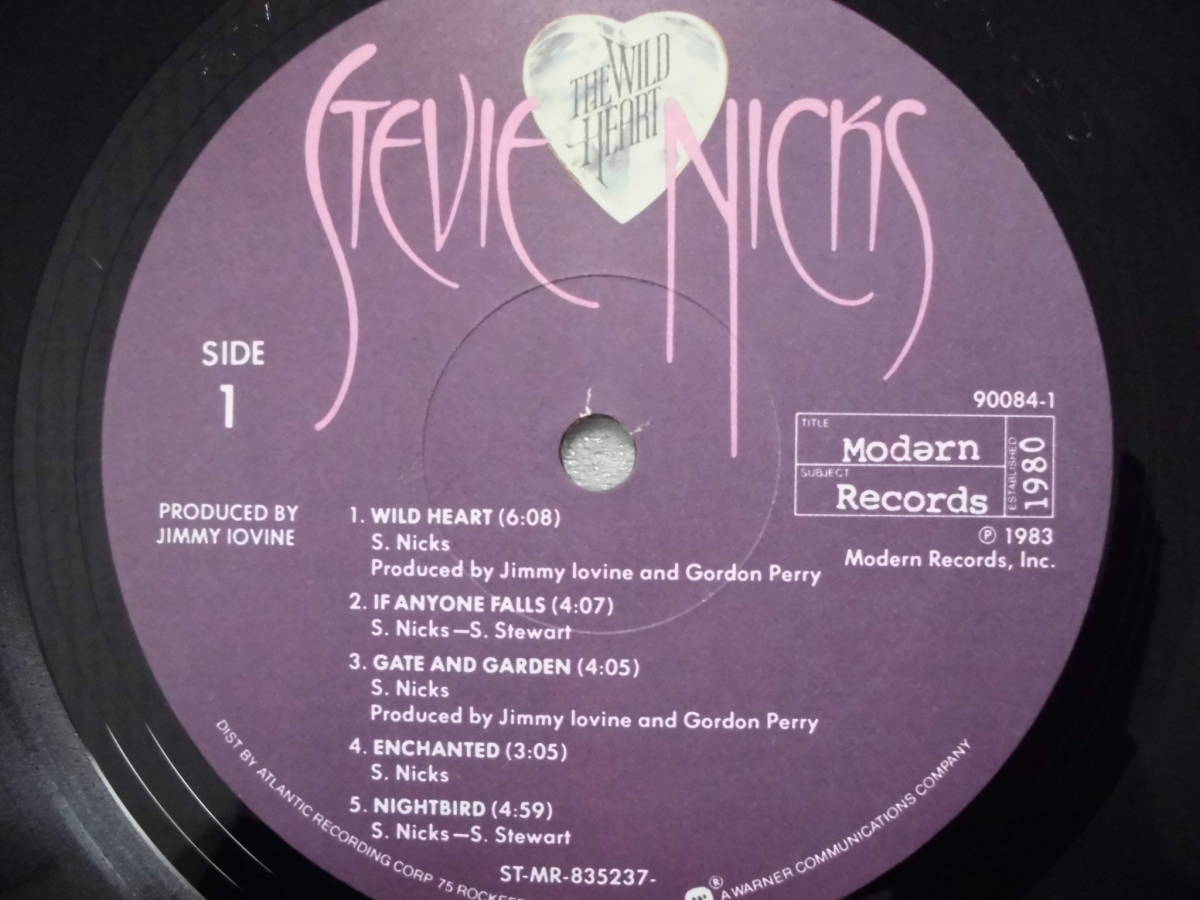 STEVIE NICKS
THE WILD
HEART
SIDE
1
90084-1
TITLE
Modərn
SUBJECT
Records
ESTABLISHED
1980
℗ 1983
Modern Records, Inc.
PRODUCED BY
JIMMY IOVINE
1. WILD HEART (6:08)
S. Nicks
Produced by Jimmy Iovine and Gordon Perry
2. IF ANYONE FALLS (4:07)
S. Nicks—S. Stewart
3. GATE AND GARDEN (4:05)
S. Nicks
Produced by Jimmy Iovine and Gordon Perry
4. ENCHANTED (3:05)
S. Nicks
5. NIGHTBIRD (4:59)
S. Nicks—S. Stewart
ST-MR-835237-
DIST BY ATLANTIC RECORDING CORP 75
® A WARNER COMMUNICATIONS COMPANY